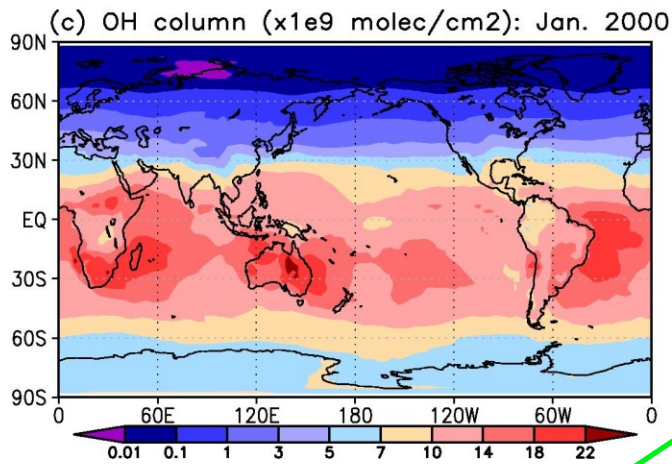 (c) OH column (x1e9 molec/cm2): Jan. 2000
90N
60N
30N
EQ
30S
60S
90S
0 60E 120E 180 120W 60W 0
0.01 0.1 1 3 5 7 10 14 18 22